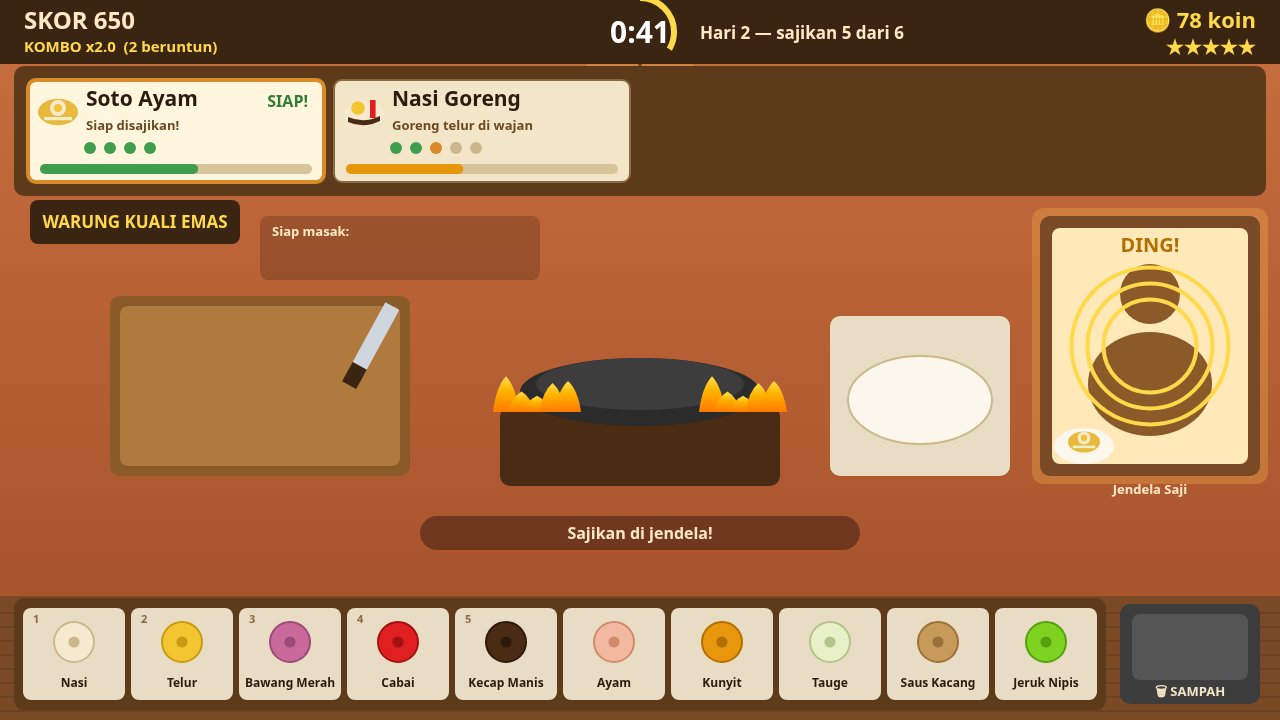 SKOR 650
KOMBO x2.0 (2 beruntun)
0:41
Hari 2 — sajikan 5 dari 6
78 koin
★★★★★
Soto Ayam
SIAP!
Siap disajikan!
Nasi Goreng
Goreng telur di wajan
WARUNG KUALI EMAS
Siap masak:
DING!
Jendela Saji
Sajikan di jendela!
1
Nasi
2
Telur
3
Bawang Merah
4
Cabai
5
Kecap Manis
Ayam
Kunyit
Tauge
Saus Kacang
Jeruk Nipis
SAMPAH